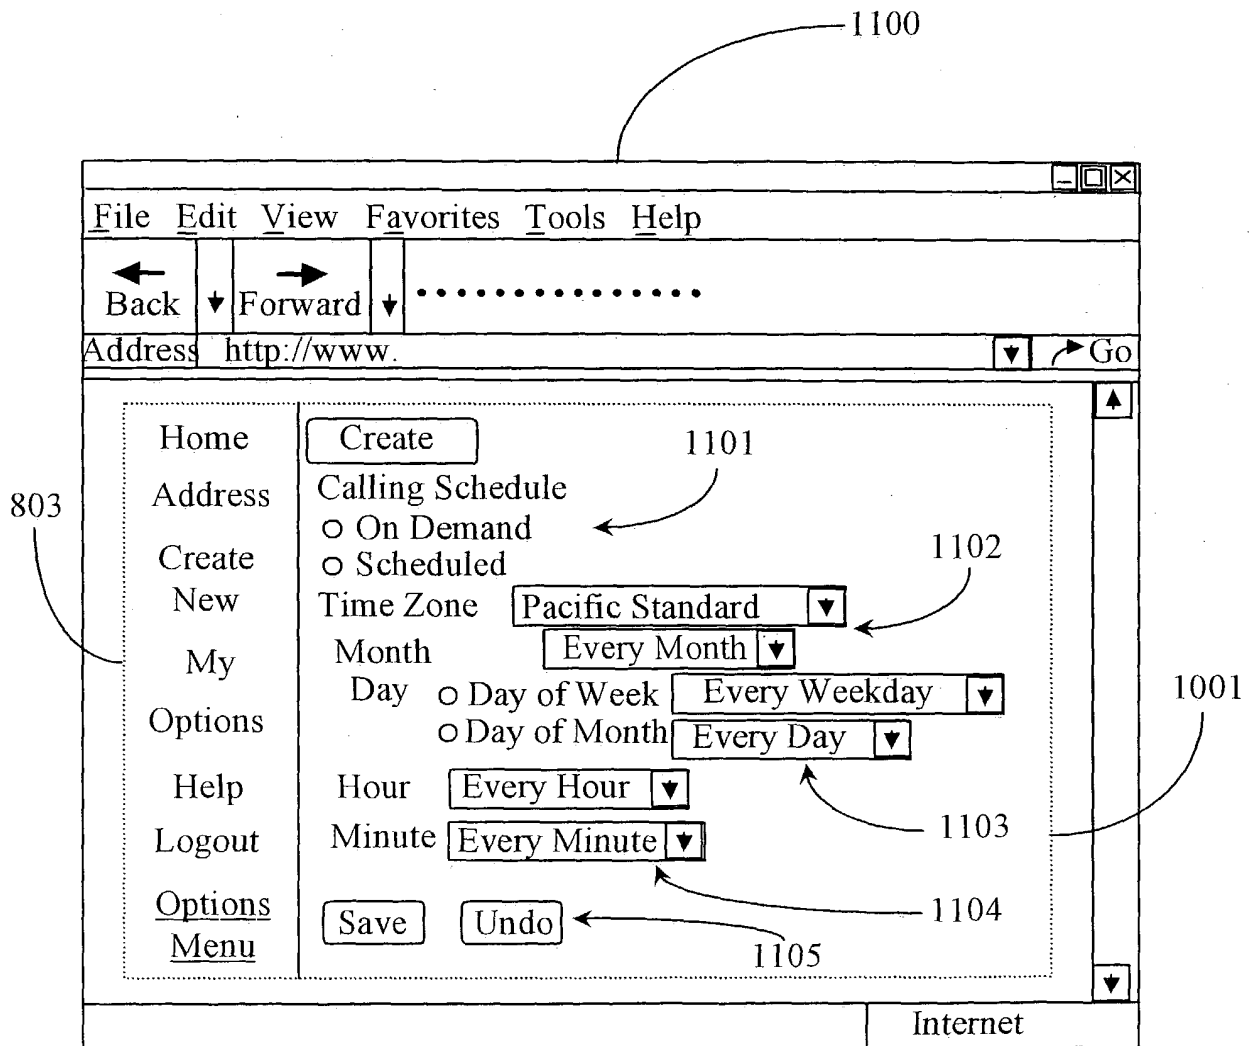 1100
File Edit View Favorites Tools Help
Back Forward
Address http://www. Go
Home
Address
Create
New
My
Options
Help
Logout
Options
Menu
Create
Calling Schedule
On Demand
Scheduled
Time Zone Pacific Standard
Month Every Month
Day Day of Week Every Weekday
Day of Month Every Day
Hour Every Hour
Minute Every Minute
Save Undo
1101
1102
803
1001
1103
1104
1105
Internet